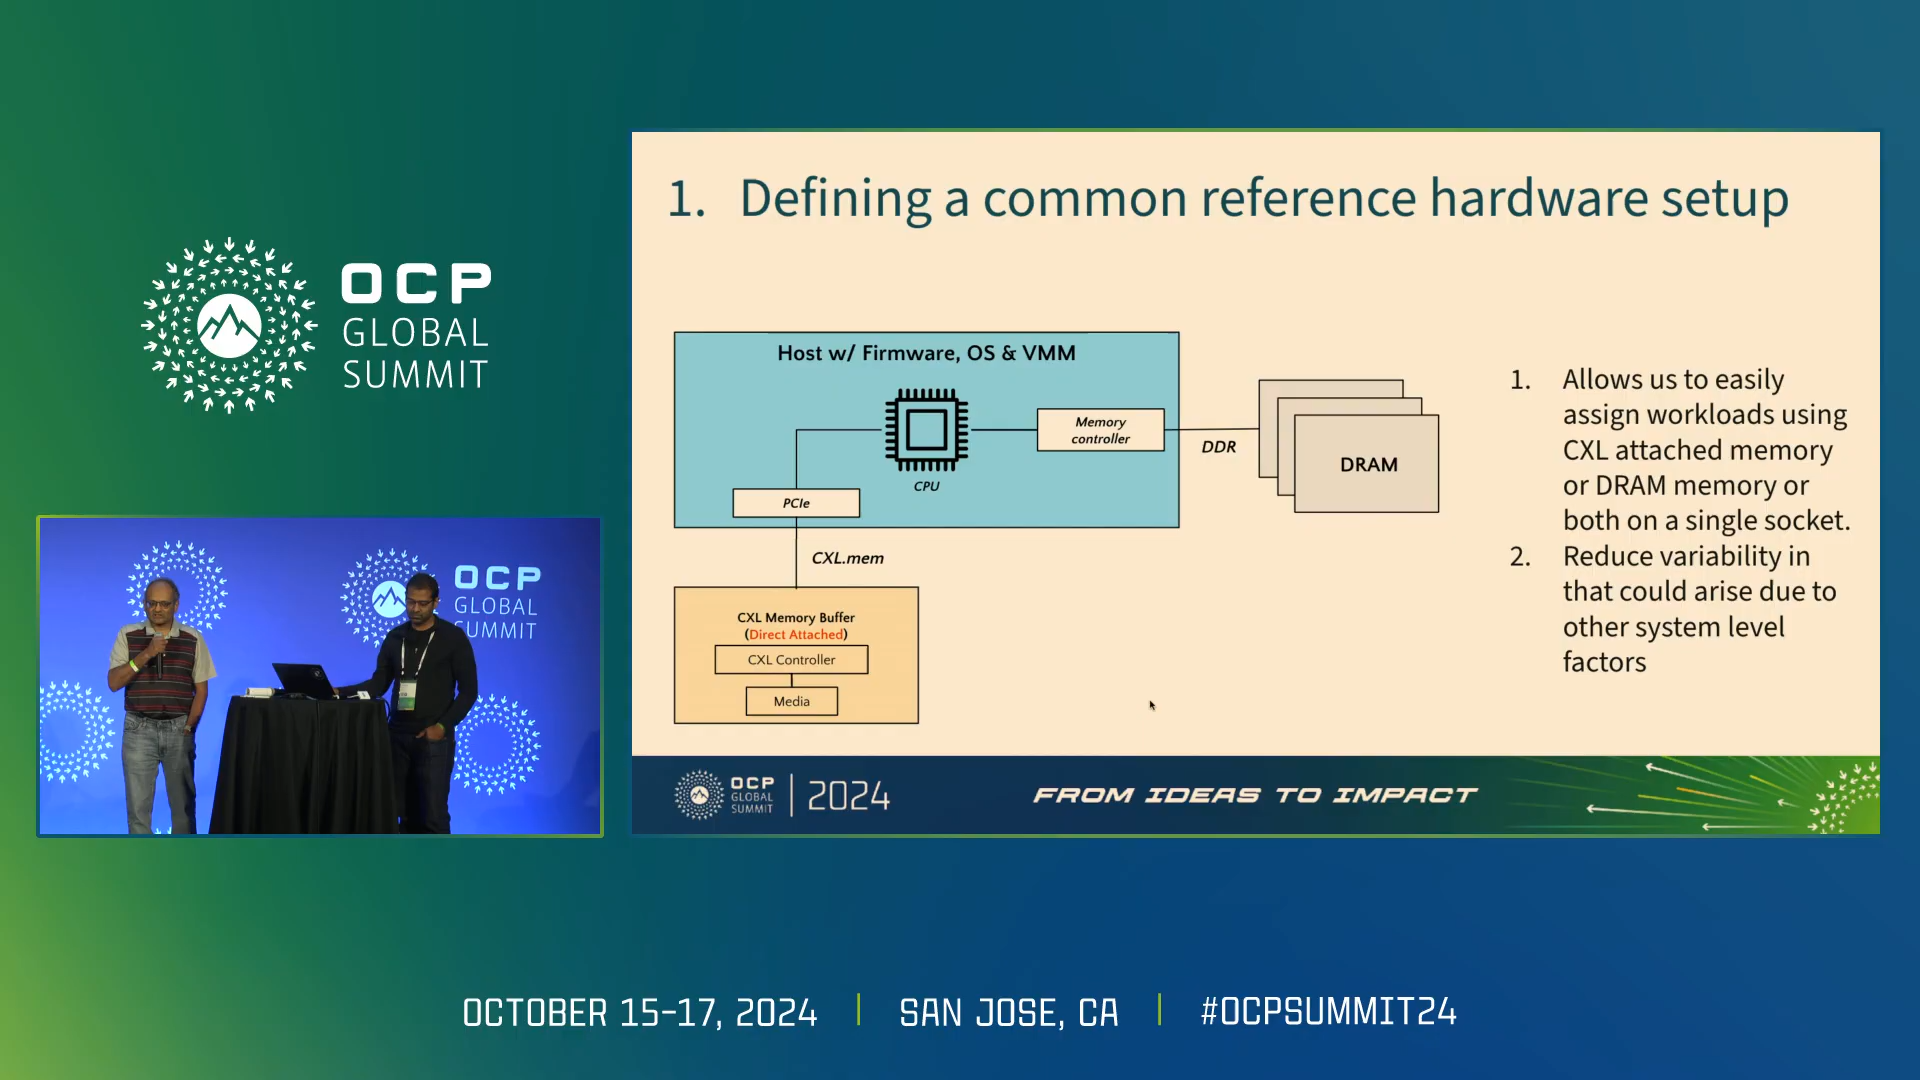 OCP
GLOBAL
SUMMIT
1. Defining a common reference hardware setup
Host w/ Firmware, OS & VMM
CPU
Memory
controller
DDR
DRAM
PCIe
CXL.mem
CXL Memory Buffer
(Direct Attached)
CXL Controller
Media
1. Allows us to easily
assign workloads using
CXL attached memory
or DRAM memory or
both on a single socket.
2. Reduce variability in
that could arise due to
other system level
factors
OCP
GLOBAL
SUMMIT
2024
FROM IDEAS TO IMPACT
OCP
GLOBAL
SUMMIT
OCTOBER 15-17, 2024
SAN JOSE, CA
#OCPSUMMIT24